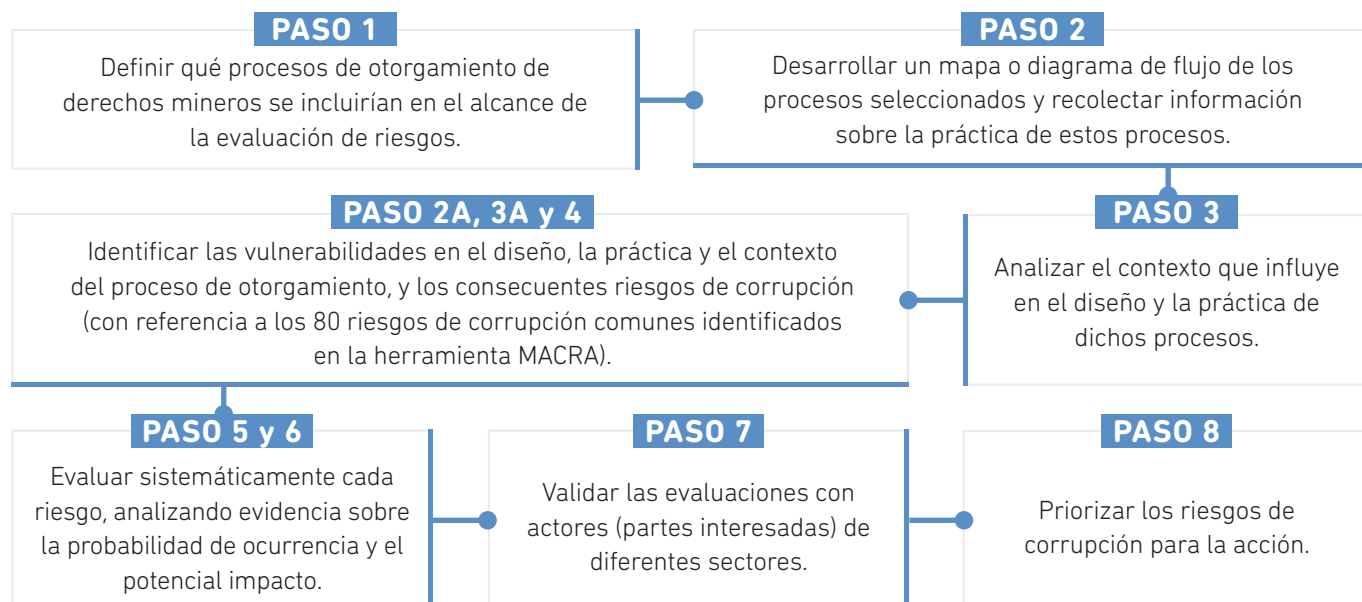 PASO 1
Definir qué procesos de otorgamiento de
derechos mineros se incluirían en el alcance de
la evaluación de riesgos.
PASO 2
Desarrollar un mapa o diagrama de flujo de los
procesos seleccionados y recolectar información
sobre la práctica de estos procesos.
PASO 3
Analizar el contexto que influye
en el diseño y la práctica de
dichos procesos.
PASO 2A, 3A y 4
Identificar las vulnerabilidades en el diseño, la práctica y el contexto
del proceso de otorgamiento, y los consecuentes riesgos de corrupción
(con referencia a los 80 riesgos de corrupción comunes identificados
en la herramienta MACRA).
PASO 5 y 6
Evaluar sistemáticamente cada
riesgo, analizando evidencia sobre
la probabilidad de ocurrencia y el
potencial impacto.
PASO 7
Validar las evaluaciones con
actores (partes interesadas) de
diferentes sectores.
PASO 8
Priorizar los riesgos de
corrupción para la acción.